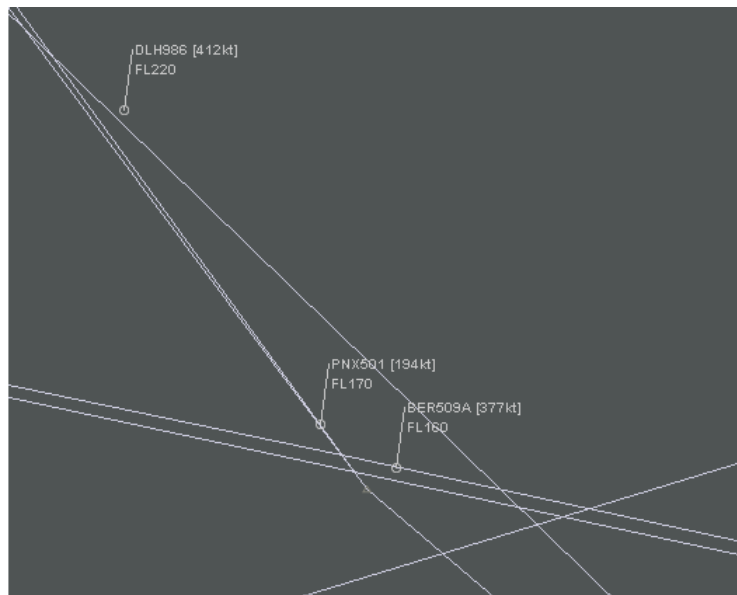 DLH986 [412kt]
FL220
PNX501 [194kt]
FL170
BER509A [377kt]
FL160